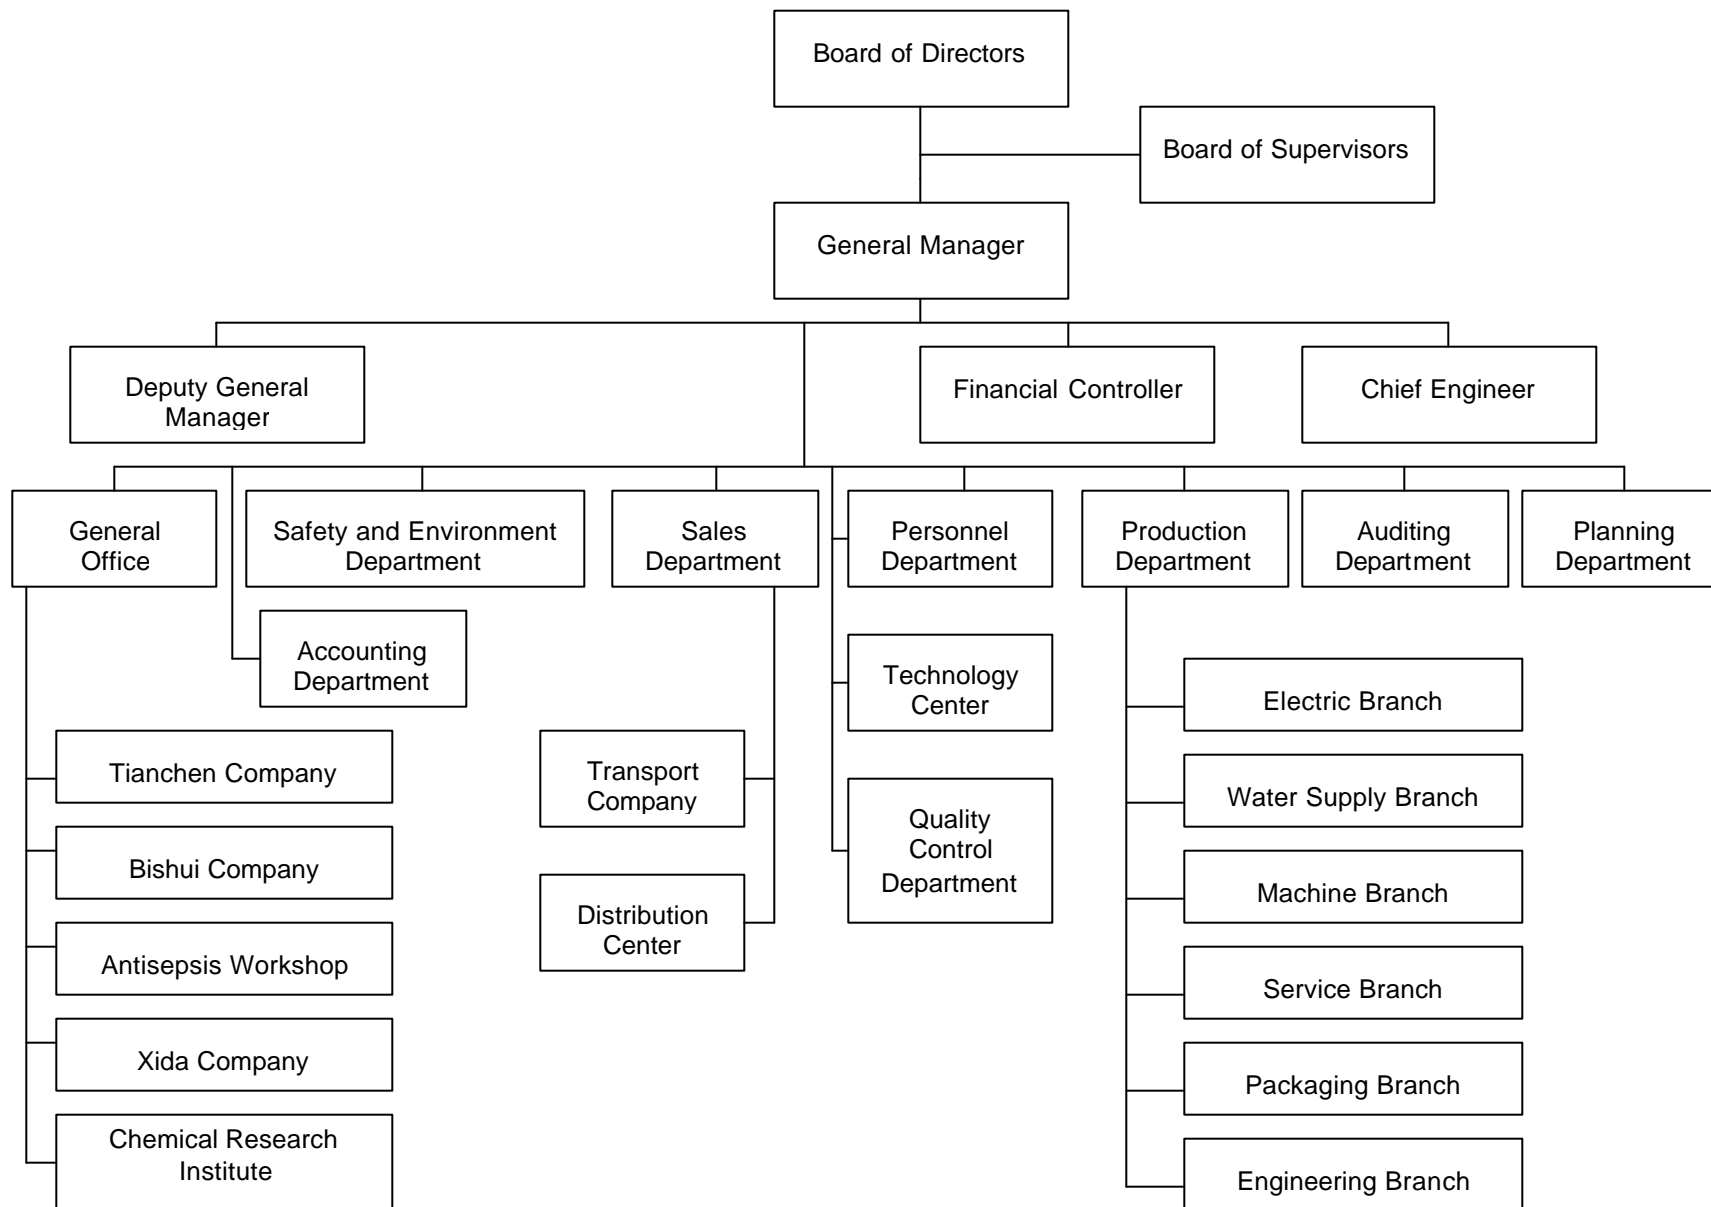 Board of Directors
Board of Supervisors
General Manager
Deputy General
Manager
Financial Controller
Chief Engineer
General
Office
Safety and Environment
Department
Sales
Department
Personnel
Department
Production
Department
Auditing
Department
Planning
Department
Accounting
Department
Technology
Center
Electric Branch
Tianchen Company
Transport
Company
Water Supply Branch
Quality
Control
Department
Bishui Company
Machine Branch
Distribution
Center
Antisepsis Workshop
Service Branch
Xida Company
Packaging Branch
Chemical Research
Institute
Engineering Branch